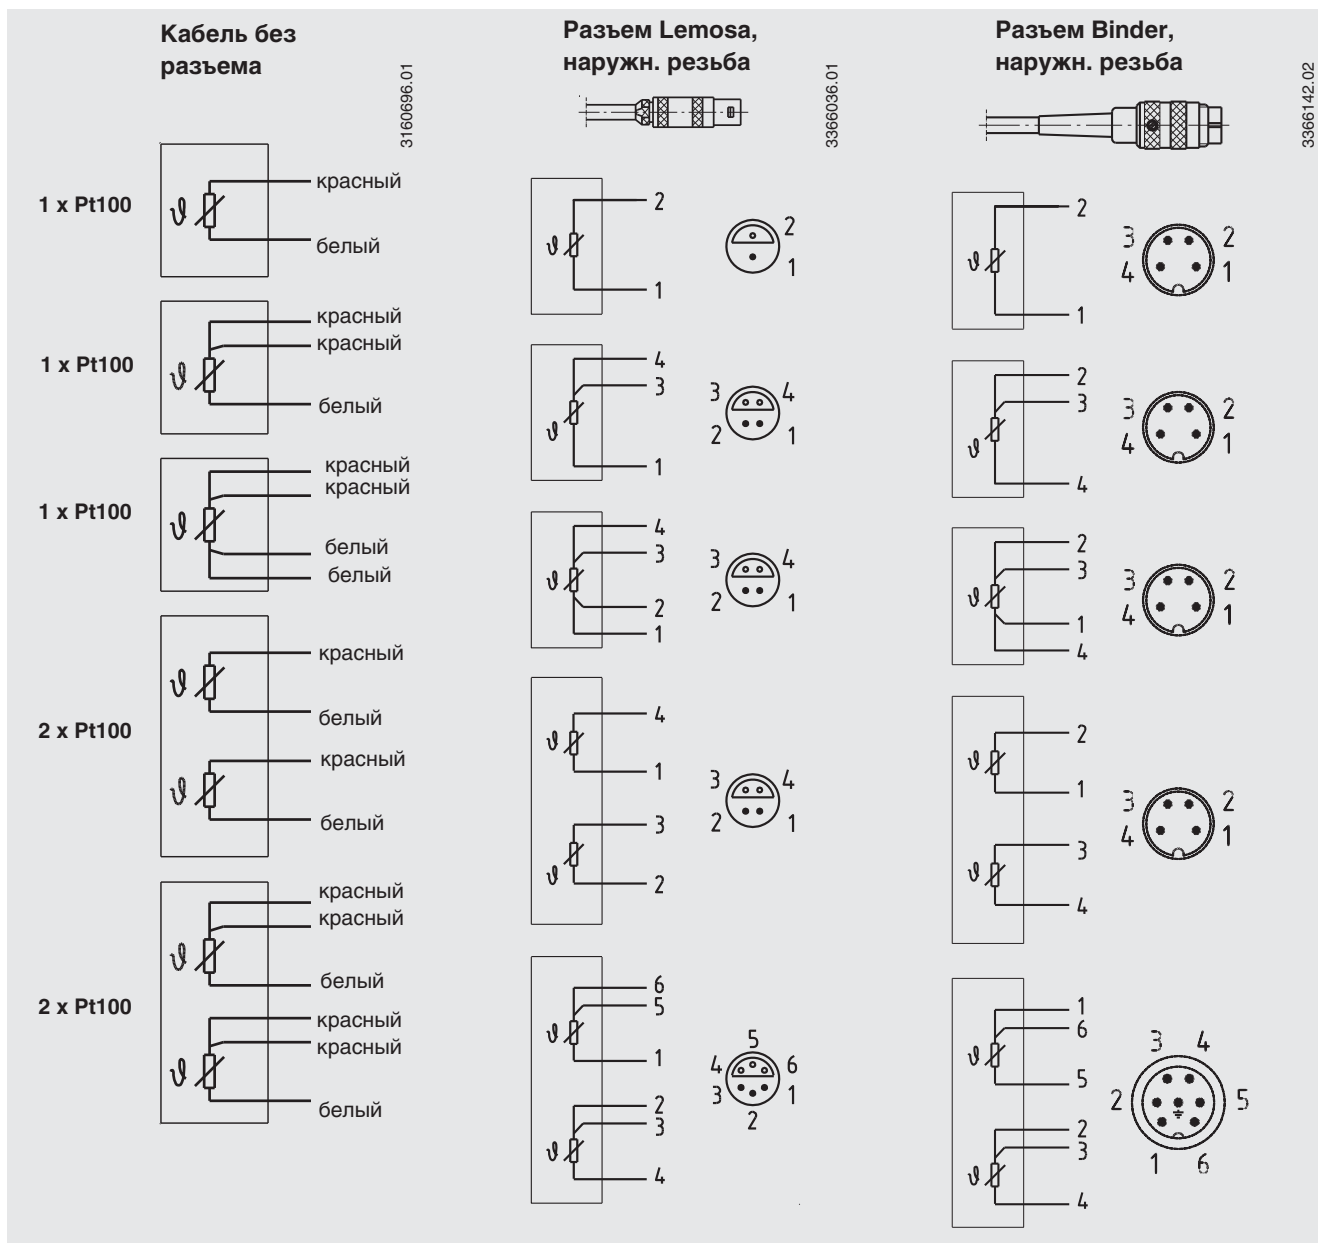 Кабель без
разъема
3160696.01
Разъем Lemosa,
наружн. резьба
3366036.01
Разъем Binder,
наружн. резьба
3366142.02
1 x Pt100
ϑ
красный
белый
ϑ
2
1
2
1
ϑ
2
1
3
2
4
1
1 x Pt100
ϑ
красный
красный
белый
ϑ
4
3
1
3
4
2
1
ϑ
2
3
4
3
2
4
1
1 x Pt100
ϑ
красный
красный
белый
белый
ϑ
4
3
2
1
3
4
2
1
ϑ
2
3
1
4
3
2
4
1
2 x Pt100
ϑ
красный
белый
ϑ
красный
белый
ϑ
4
1
ϑ
3
2
3
4
2
1
ϑ
2
1
ϑ
3
4
3
2
4
1
2 x Pt100
ϑ
красный
красный
белый
ϑ
красный
красный
белый
ϑ
6
5
1
ϑ
2
3
4
5
4
6
3
1
2
ϑ
1
6
5
ϑ
2
3
4
3
4
2
5
1
6